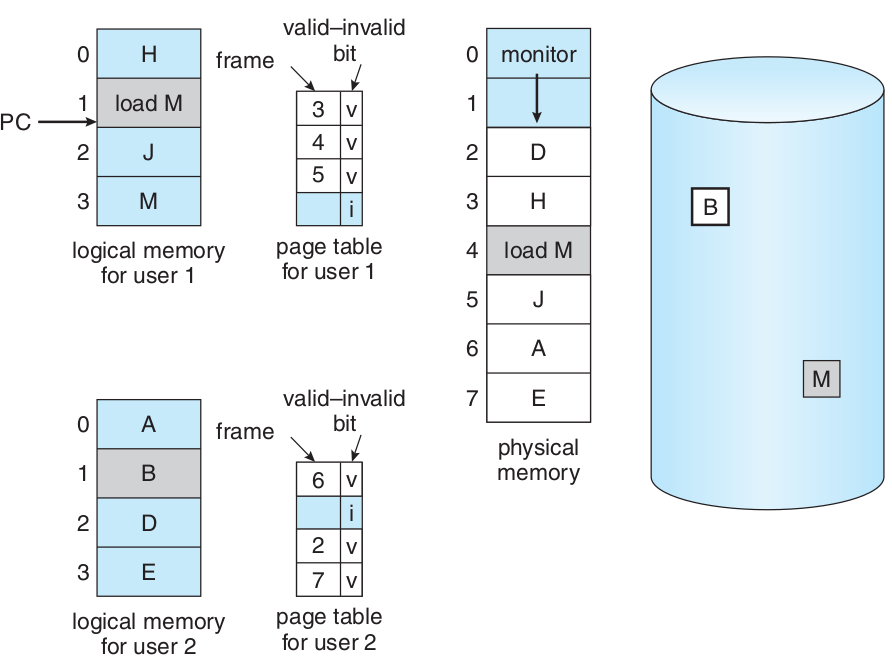 0 H
1 load M
PC
2 J
3 M
logical memory
for user 1
valid–invalid
bit
frame
3 v
4 v
5 v
i
page table
for user 1
0 monitor
1
2 D
3 H
4 load M
5 J
6 A
7 E
physical
memory
B
M
0 A
1 B
2 D
3 E
logical memory
for user 2
valid–invalid
bit
frame
6 v
i
2 v
7 v
page table
for user 2